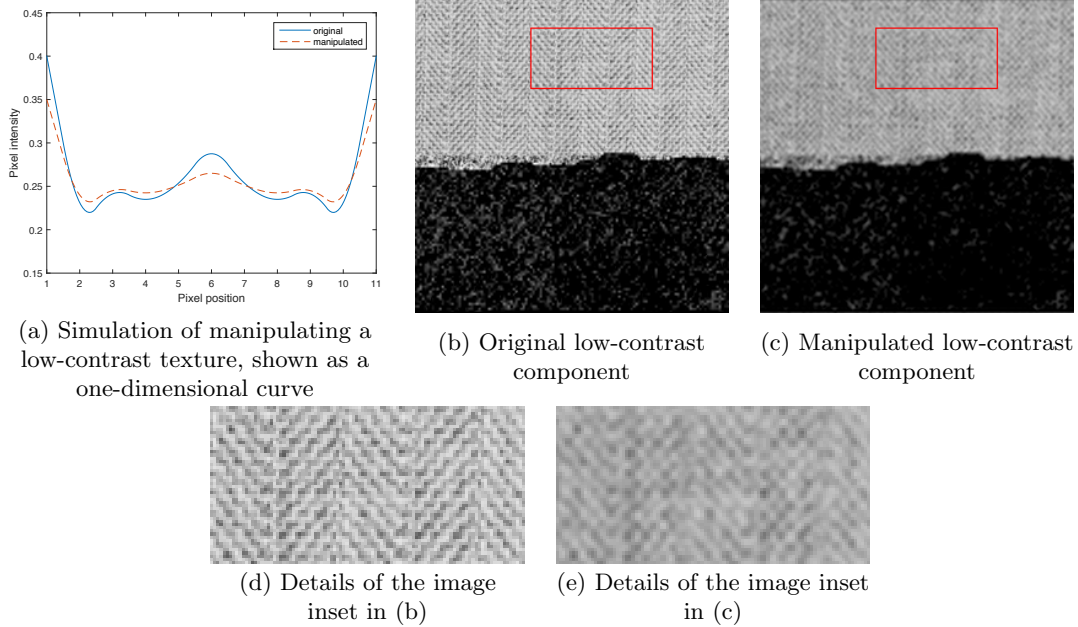 original
manipulated
0.45
0.4
0.35
0.3
0.25
0.2
0.15
Pixel intensity
1 2 3 4 5 6 7 8 9 10 11
Pixel position
(a) Simulation of manipulating a
low-contrast texture, shown as a
one-dimensional curve
(b) Original low-contrast
component
(c) Manipulated low-contrast
component
(d) Details of the image
inset in (b)
(e) Details of the image inset
in (c)